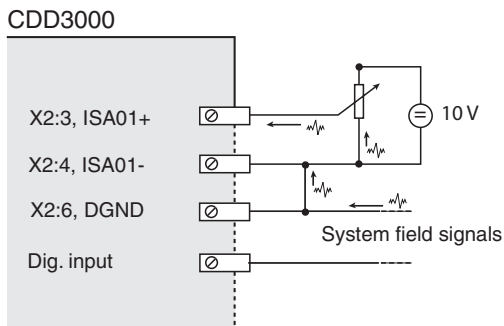 CDD3000
X2:3, ISA01+
10 V
X2:4, ISA01-
X2:6, DGND
System field signals
Dig. input